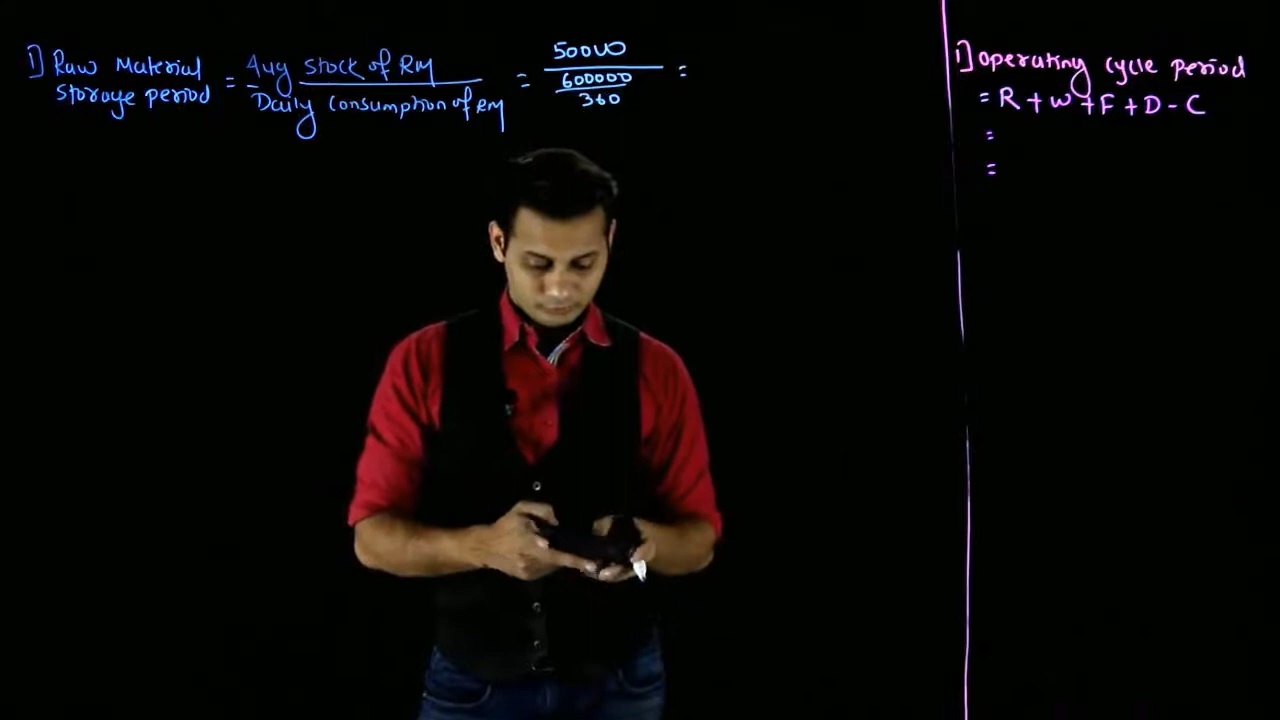 1) Raw Material storage period = Avg stock of RM / Daily consumption of RM = 50000 / 600000 / 360 =
1) operating cycle period
= R + W + F + D - C
=
=